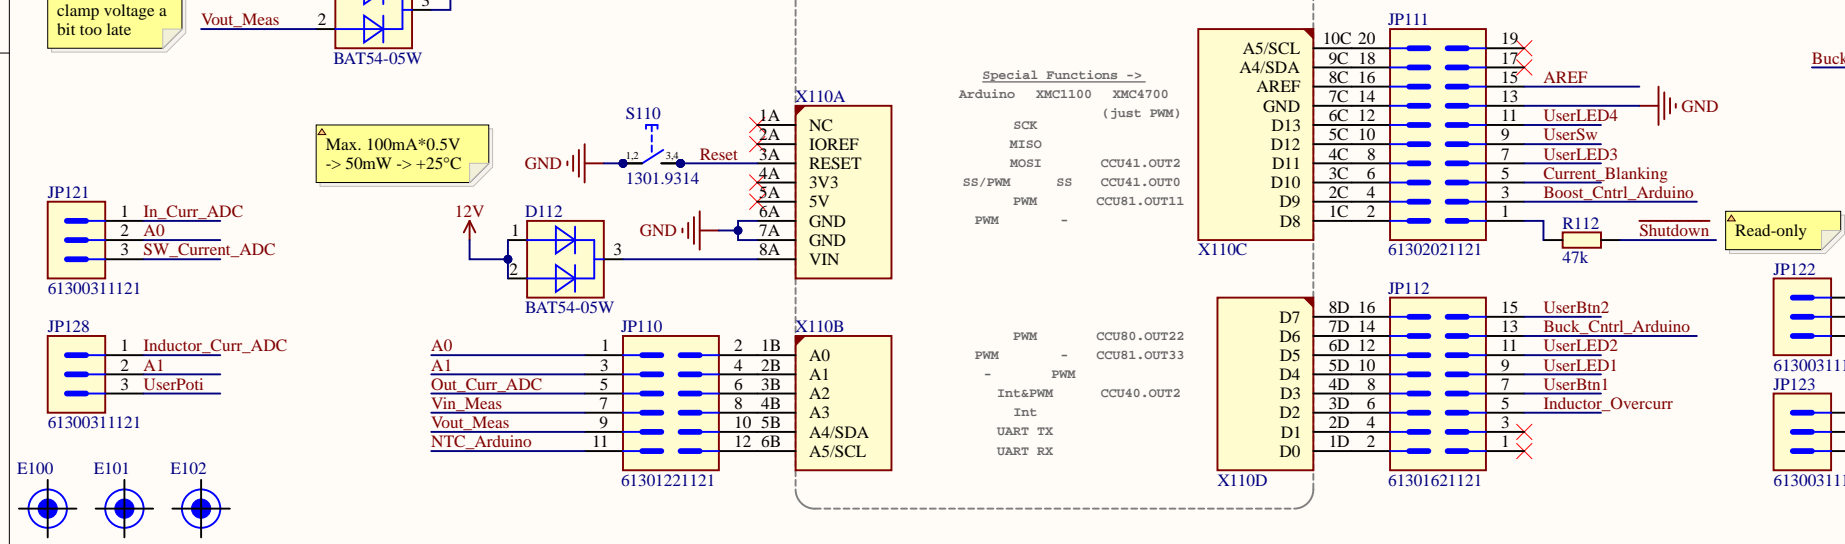 clamp voltage a
bit too late
Vout_Meas 2
3
BAT54-05W
Max. 100mA*0.5V
-> 50mW -> +25°C
S110
GND 1,2 3,4 Reset
1301.9314
12V
D112
1
2
3
BAT54-05W
GND
X110A
1A NC
2A IOREF
3A RESET
4A 3V3
5A 5V
6A GND
7A GND
8A VIN
JP121
1 In_Curr_ADC
2 A0
3 SW_Current_ADC
61300311121
JP128
1 Inductor_Curr_ADC
2 A1
3 UserPoti
61300311121
E100 E101 E102
JP110 X110B
A0 1 2 1B A0
A1 3 4 2B A1
Out_Curr_ADC 5 6 3B A2
Vin_Meas 7 8 4B A3
Vout_Meas 9 10 5B A4/SDA
NTC_Arduino 11 12 6B A5/SCL
61301221121
Special Functions ->
Arduino XMC1100 XMC4700
(just PWM)
SCK
MISO
MOSI CCU41.OUT2
SS/PWM SS CCU41.OUT0
PWM CCU81.OUT11
PWM -
PWM CCU80.OUT22
PWM - CCU81.OUT33
- PWM
Int&PWM CCU40.OUT2
Int
UART TX
UART RX
JP111
A5/SCL 10C 20 19
A4/SDA 9C 18 17
AREF 8C 16 15 AREF
GND 7C 14 13 GND
D13 6C 12 11 UserLED4
D12 5C 10 9 UserSw
D11 4C 8 7 UserLED3
D10 3C 6 5 Current_Blanking
D9 2C 4 3 Boost_Cntrl_Arduino
D8 1C 2 1 R112 Shutdown
47k
X110C 61302021121
Read-only
JP112
D7 8D 16 15 UserBtn2
D6 7D 14 13 Buck_Cntrl_Arduino
D5 6D 12 11 UserLED2
D4 5D 10 9 UserLED1
D3 4D 8 7 UserBtn1
D2 3D 6 5 Inductor_Overcurr
D1 2D 4 3
D0 1D 2 1
X110D 61301621121
Buck
JP122
613003111
JP123
613003111